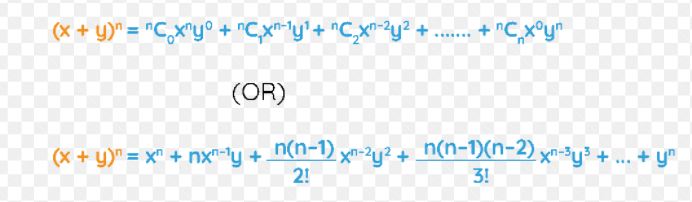 (x + y)ⁿ = ⁿC₀xⁿy⁰ + ⁿC₁xⁿ⁻¹y¹ + ⁿC₂xⁿ⁻²y² + ....... + ⁿCₙx⁰yⁿ
(OR)
(x + y)ⁿ = xⁿ + nxⁿ⁻¹y + n(n-1)/2! xⁿ⁻²y² + n(n-1)(n-2)/3! xⁿ⁻³y³ + ... + yⁿ